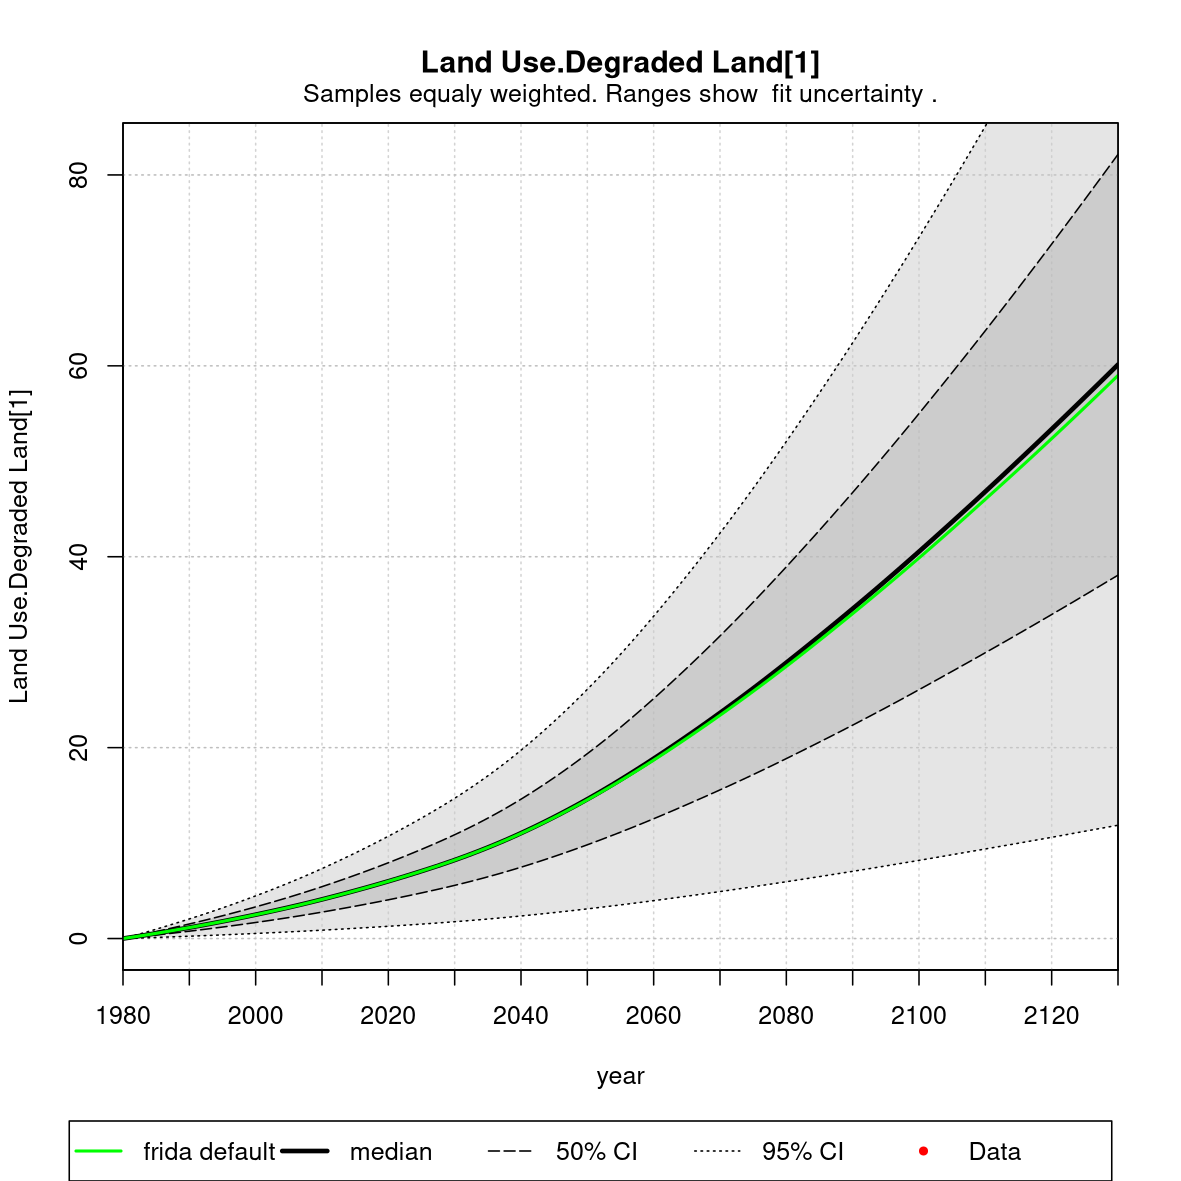 Land Use.Degraded Land[1]
Samples equaly weighted. Ranges show  fit uncertainty .
Land Use.Degraded Land[1]
80
60
40
20
0
1980 2000 2020 2040 2060 2080 2100 2120
year
frida default median 50% CI 95% CI Data